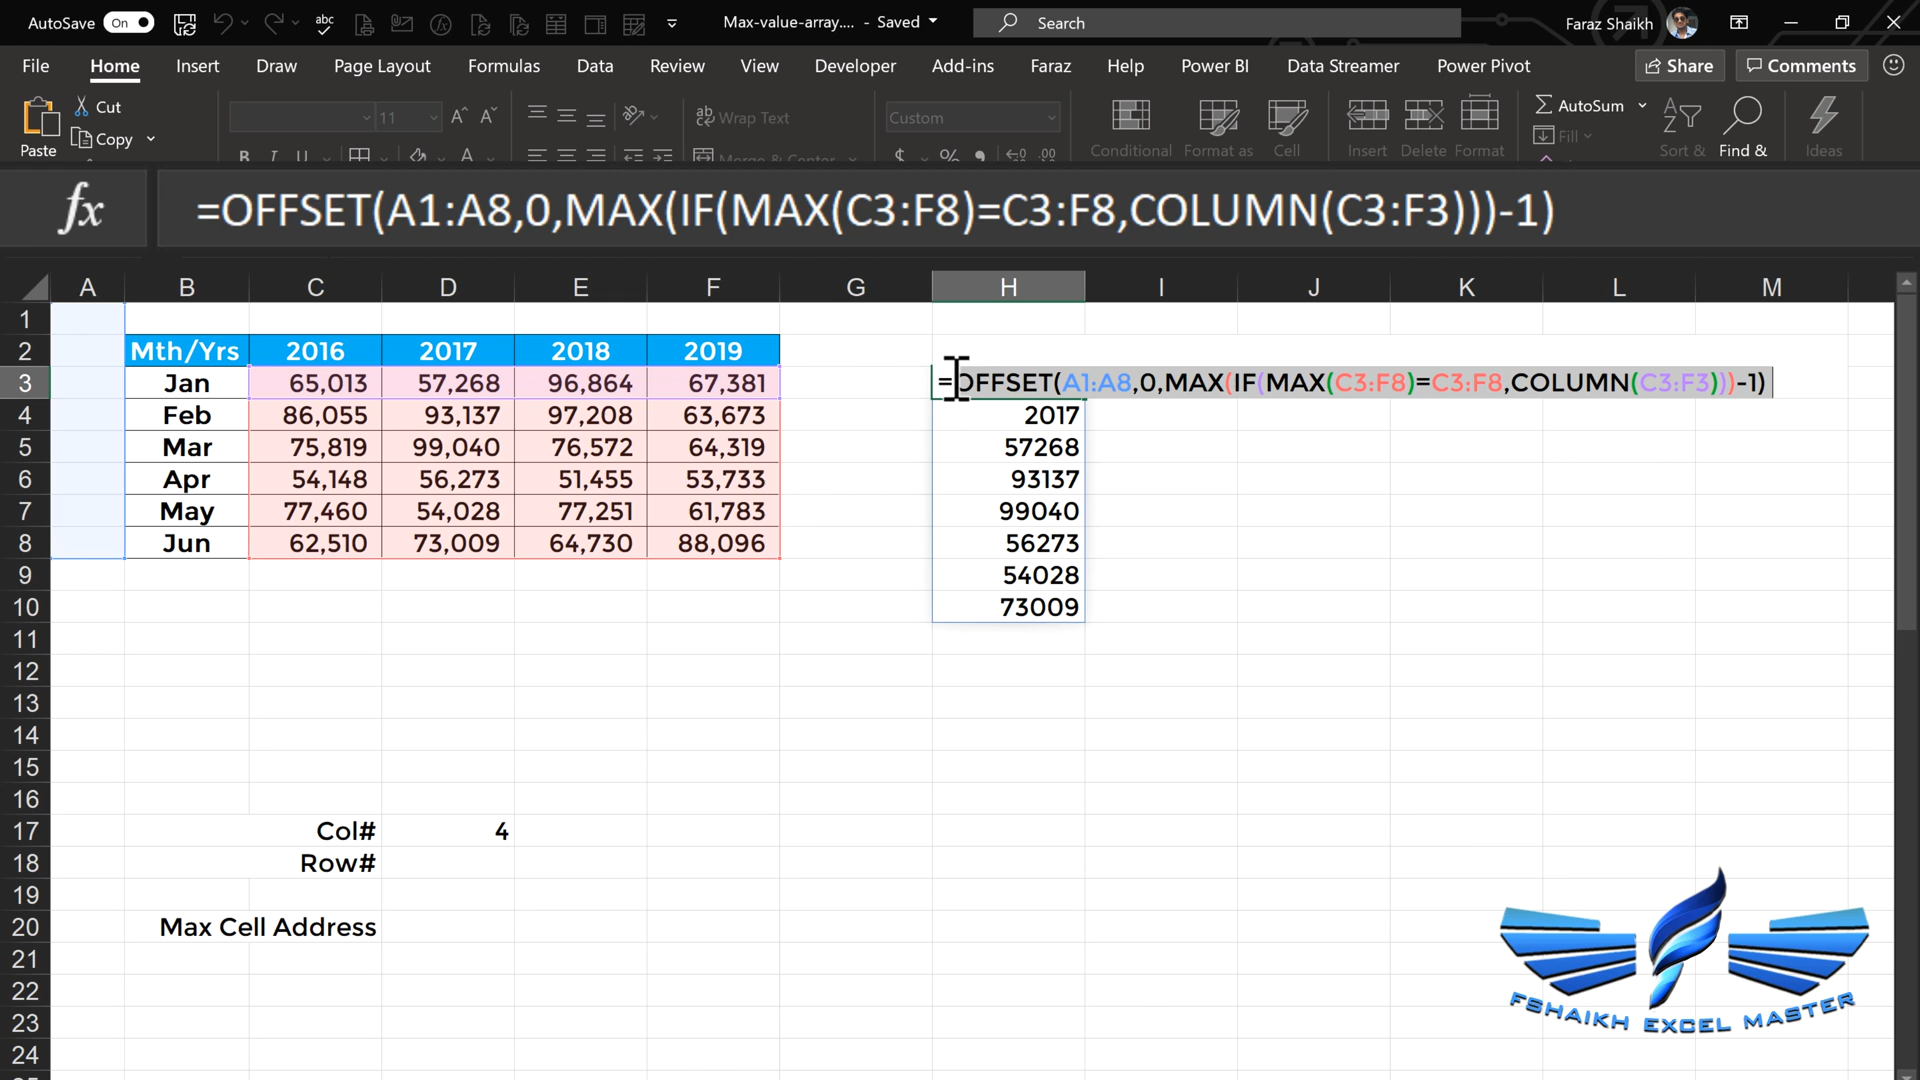 AutoSave On abc Max-value-array.... - Saved Search Faraz Shaikh
File Home Insert Draw Page Layout Formulas Data Review View Developer Add-ins Faraz Help Power BI Data Streamer Power Pivot Share Comments
Cut
Copy
Paste
11
Wrap Text
Merge & Center
Custom
Conditional Format as Cell
Insert Delete Format
AutoSum
Fill
Sort & Find &
Ideas
fx =OFFSET(A1:A8,0,MAX(IF(MAX(C3:F8)=C3:F8,COLUMN(C3:F3)))-1)
A B C D E F G H I J K L M
1
2 Mth/Yrs 2016 2017 2018 2019
3 Jan 65,013 57,268 96,864 67,381 =OFFSET(A1:A8,0,MAX(IF(MAX(C3:F8)=C3:F8,COLUMN(C3:F3)))-1)
4 Feb 86,055 93,137 97,208 63,673 2017
5 Mar 75,819 99,040 76,572 64,319 57268
6 Apr 54,148 56,273 51,455 53,733 93137
7 May 77,460 54,028 77,251 61,783 99040
8 Jun 62,510 73,009 64,730 88,096 56273
9 54028
10 73009
11
12
13
14
15
16
17 Col# 4
18 Row#
19
20 Max Cell Address
21
22
23
24
FSHAIKH EXCEL MASTER